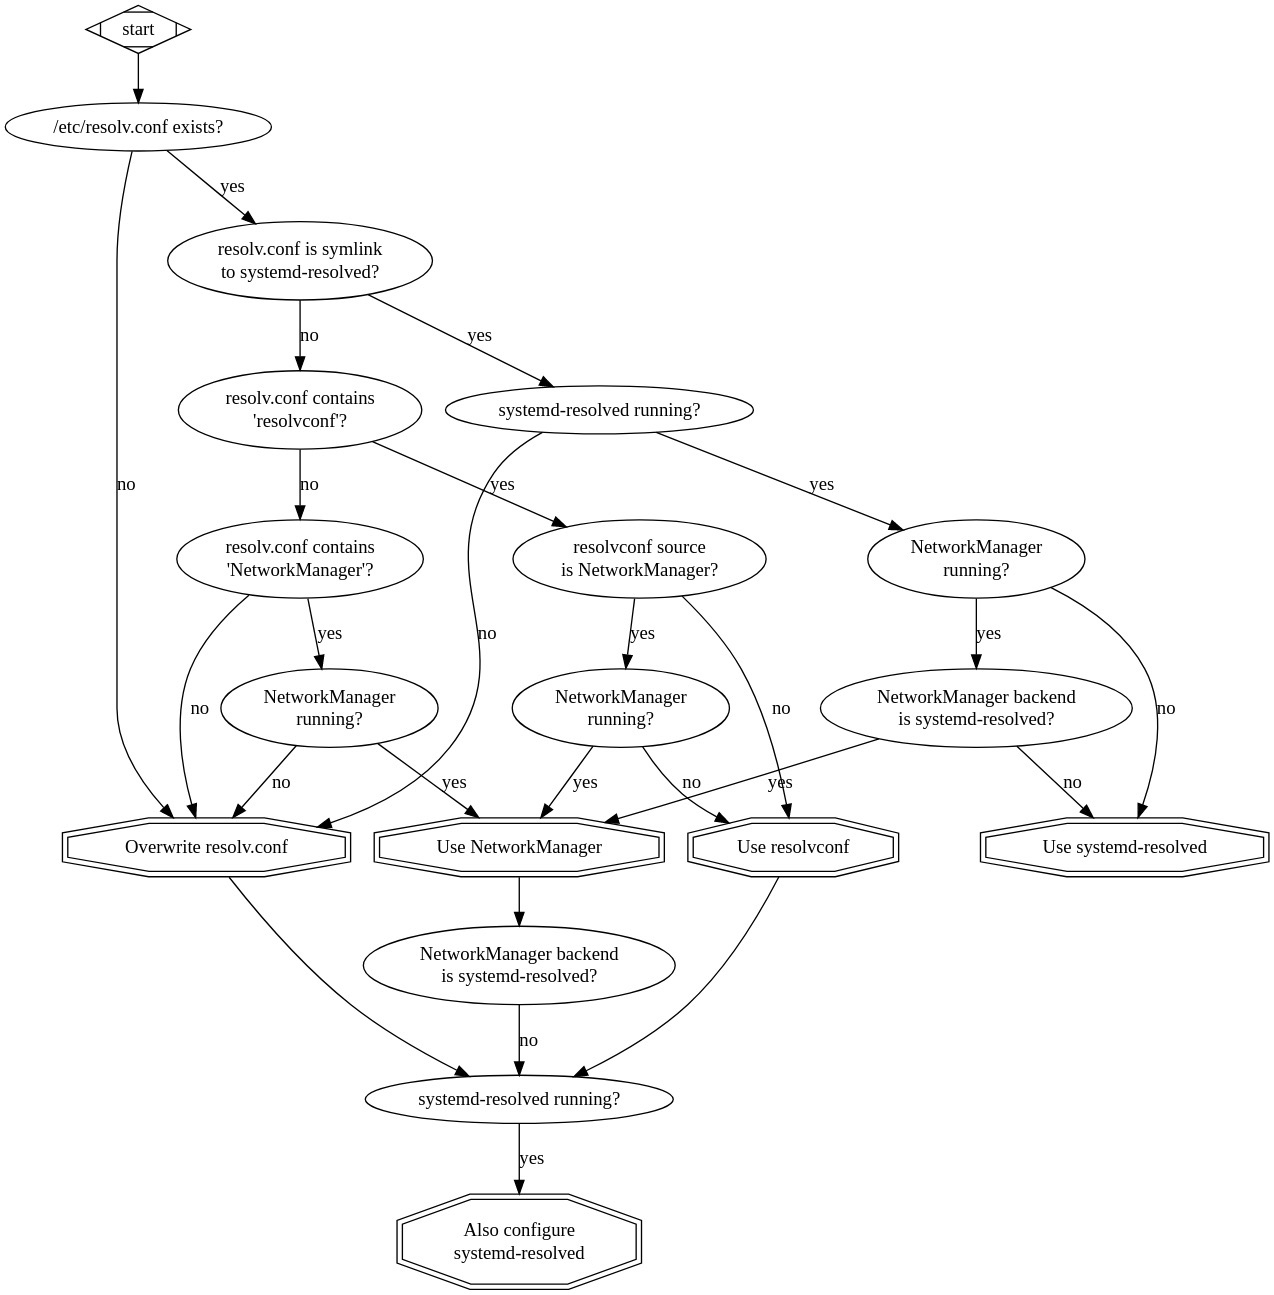 start
/etc/resolv.conf exists?
yes
resolv.conf is symlink
to systemd-resolved?
no
yes
resolv.conf contains
'resolvconf'?
systemd-resolved running?
no
no
yes
yes
resolv.conf contains
'NetworkManager'?
resolvconf source
is NetworkManager?
NetworkManager
running?
yes
no
yes
yes
no
NetworkManager
running?
NetworkManager
running?
no
NetworkManager backend
is systemd-resolved?
no
no
yes
yes
no
yes
no
Overwrite resolv.conf
Use NetworkManager
Use resolvconf
Use systemd-resolved
NetworkManager backend
is systemd-resolved?
no
systemd-resolved running?
yes
Also configure
systemd-resolved